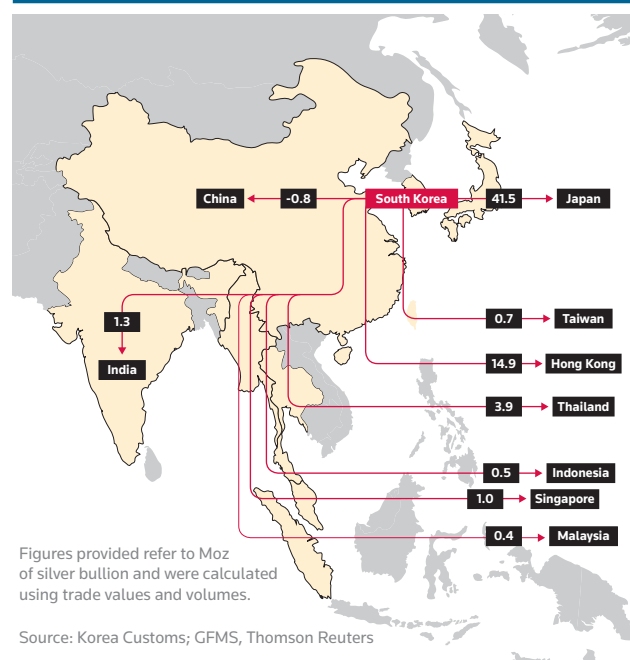 China
-0.8
South Korea
41.5
Japan
1.3
India
0.7
Taiwan
14.9
Hong Kong
3.9
Thailand
0.5
Indonesia
1.0
Singapore
0.4
Malaysia
Figures provided refer to Moz
of silver bullion and were calculated
using trade values and volumes.
Source: Korea Customs; GFMS, Thomson Reuters